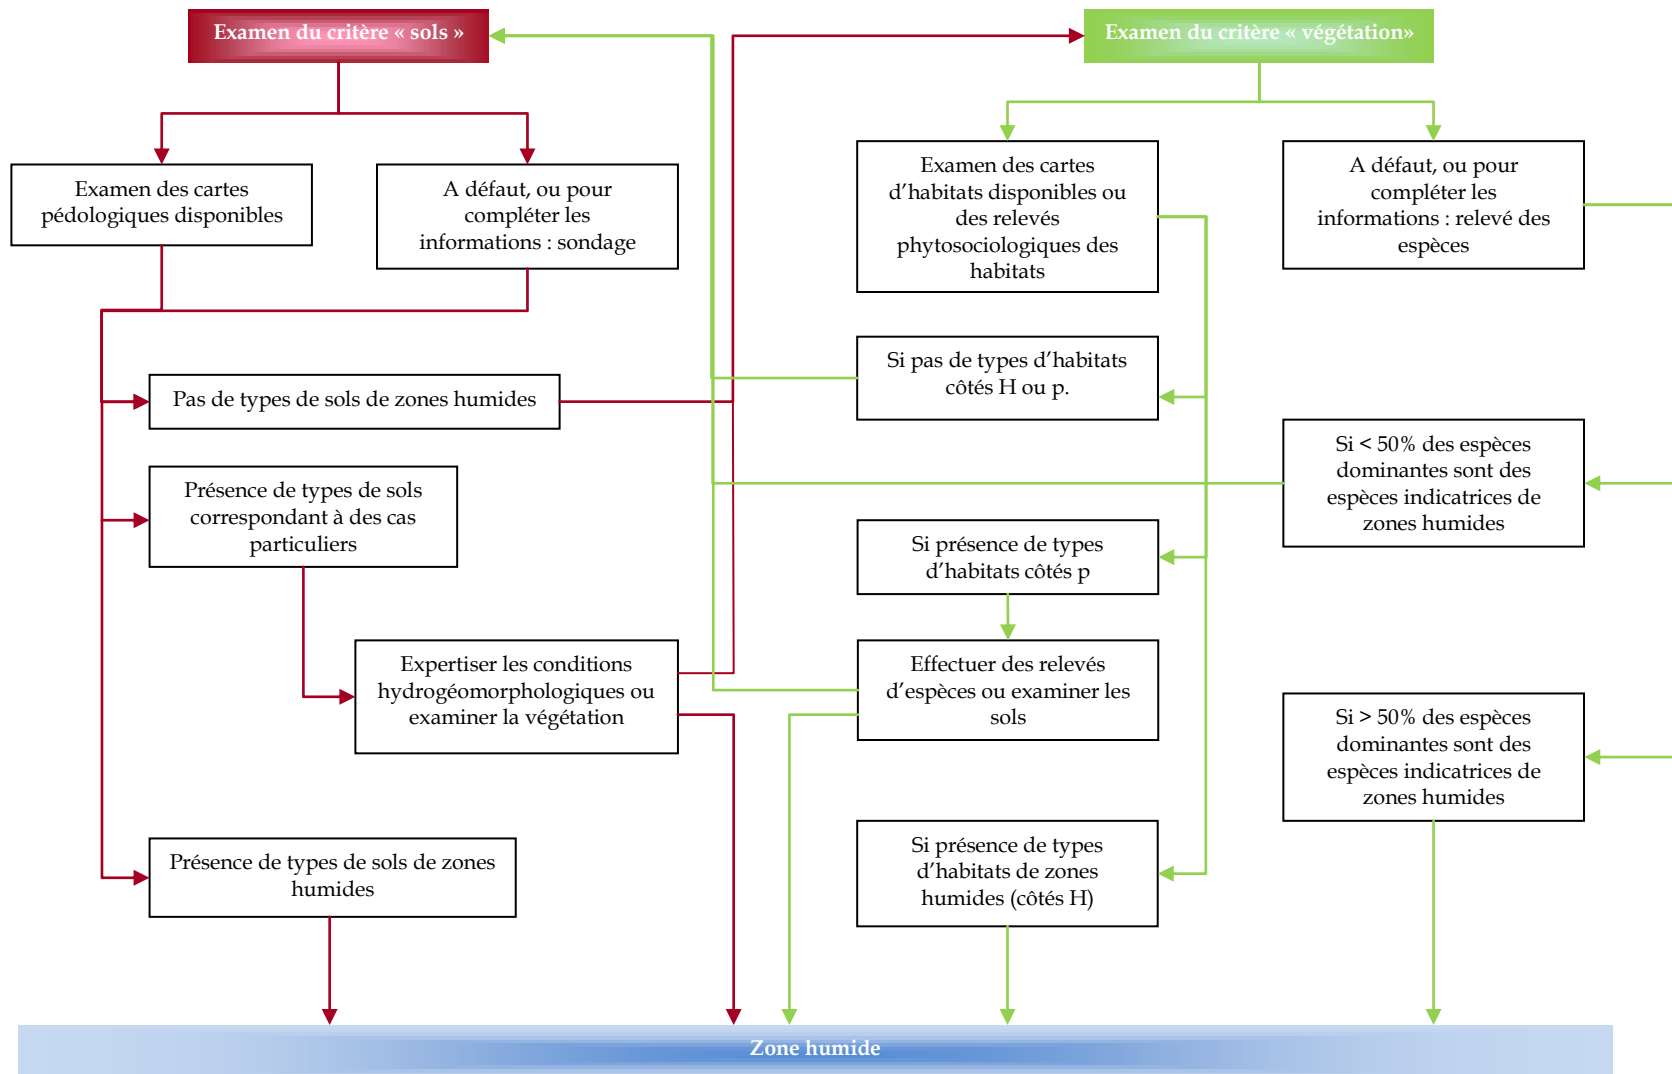 Examen du critère « sols »
Examen du critère « végétation»
Examen des cartes
pédologiques disponibles
A défaut, ou pour
compléter les
informations : sondage
Examen des cartes
d'habitats disponibles ou
des relevés
phytosociologiques des
habitats
A défaut, ou pour
compléter les
informations : relevé des
espèces
Pas de types de sols de zones humides
Si pas de types d'habitats
côtés H ou p.
Présence de types de sols
correspondant à des cas
particuliers
Si < 50% des espèces
dominantes sont des
espèces indicatrices de
zones humides
Si présence de types
d'habitats côtés p
Expertiser les conditions
hydrogéomorphologiques ou
examiner la végétation
Effectuer des relevés
d'espèces ou examiner les
sols
Si > 50% des espèces
dominantes sont des
espèces indicatrices de
zones humides
Présence de types de sols de zones
humides
Si présence de types
d'habitats de zones
humides (côtés H)
Zone humide